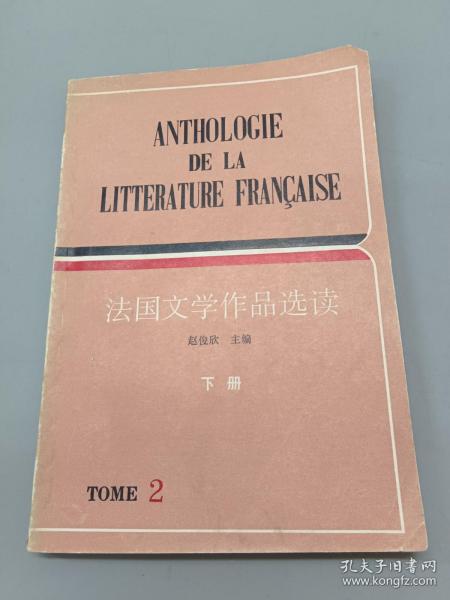 ANTHOLOGIE
DE LA
LITTERATURE FRANÇAISE
法国文学作品选读
赵俊欣 主编
下册
TOME 2
孔夫子旧书网
www.kongfz.com